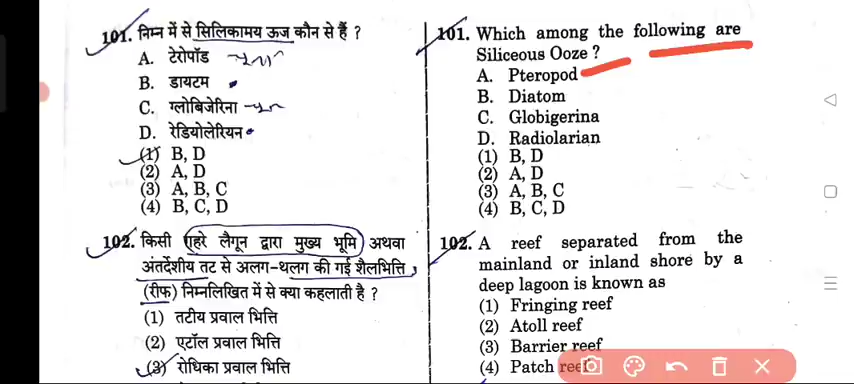 101. निम्न में से सिलिकामय ऊज कौन से हैं ?
A. टेरोपॉड
B. डायटम
C. ग्लोबिजेरिना
D. रेडियोलेरियन
(1) B, D
(2) A, D
(3) A, B, C
(4) B, C, D
102. किसी गहरे लैगून द्वारा मुख्य भूमि अथवा
अंतर्देशीय तट से अलग-थलग की गई शैलभित्ति
(रीफ) निम्नलिखित में से क्या कहलाती है ?
(1) तटीय प्रवाल भित्ति
(2) एटॉल प्रवाल भित्ति
(3) रोधिका प्रवाल भित्ति
101. Which among the following are
Siliceous Ooze ?
A. Pteropod
B. Diatom
C. Globigerina
D. Radiolarian
(1) B, D
(2) A, D
(3) A, B, C
(4) B, C, D
102. A reef separated from the
mainland or inland shore by a
deep lagoon is known as
(1) Fringing reef
(2) Atoll reef
(3) Barrier reef
(4) Patch reef